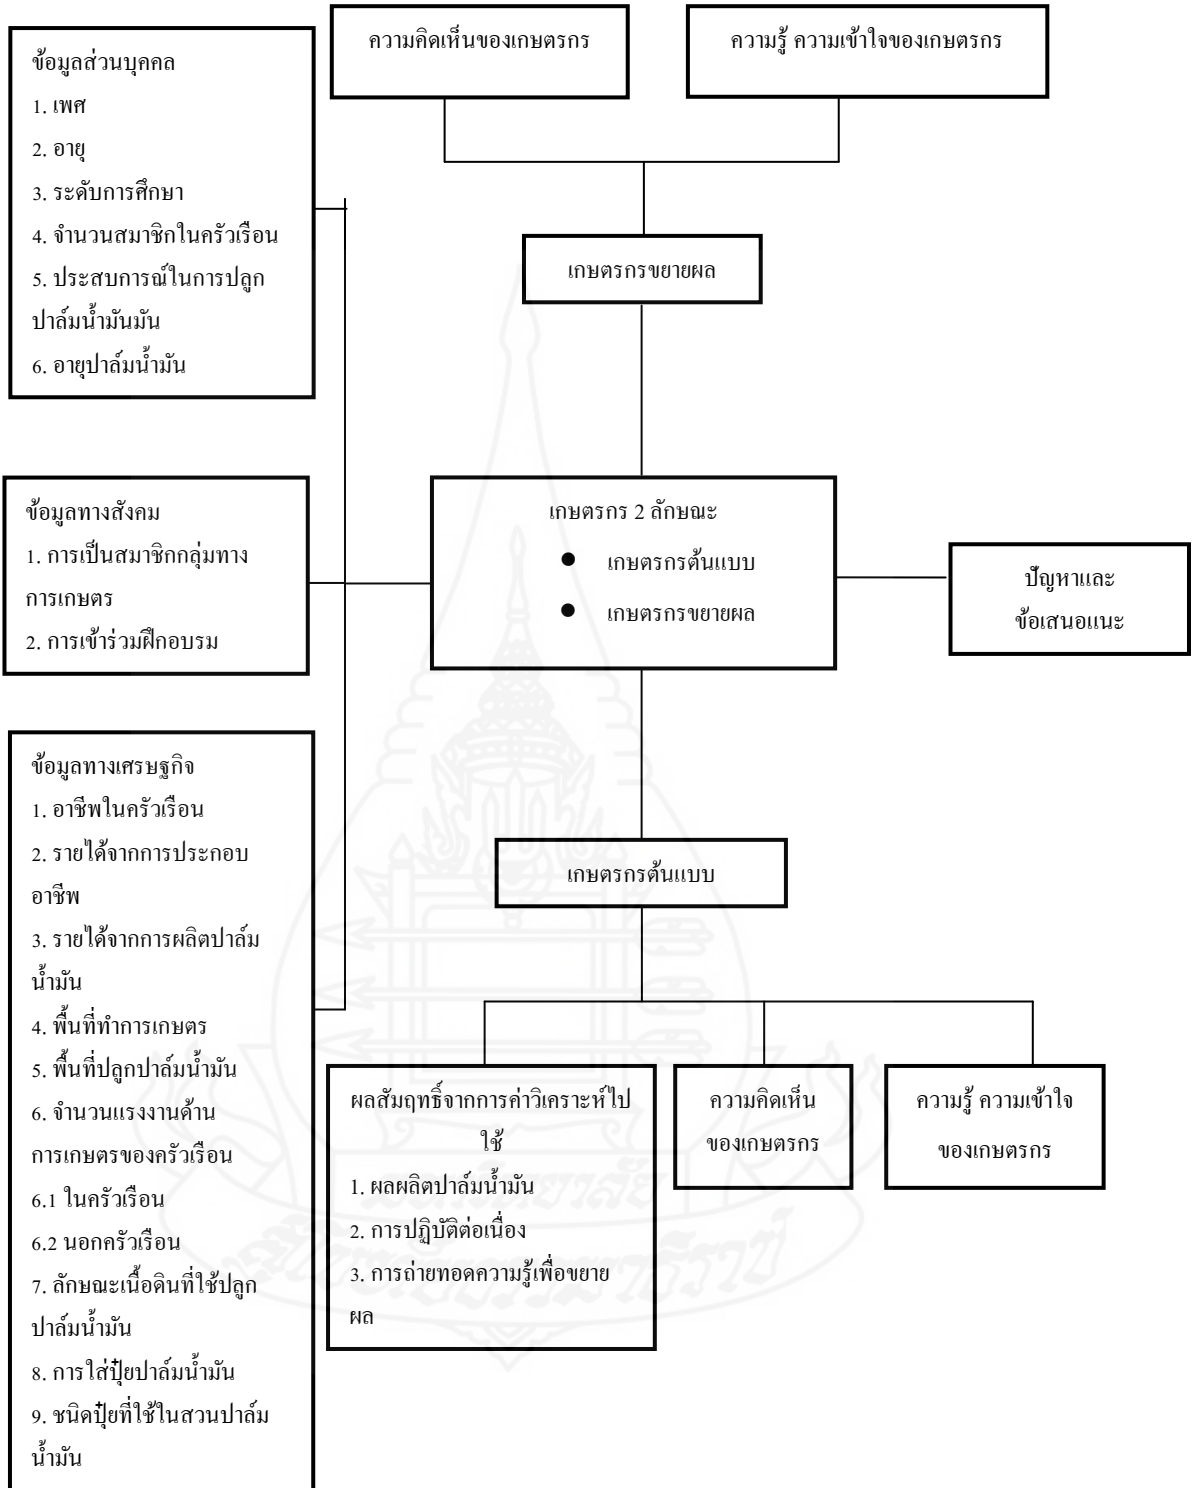 ความคิดเห็นของเกษตรกร
ความรู้ ความเข้าใจของเกษตรกร
ข้อมูลส่วนบุคคล
1. เพศ
2. อายุ
3. ระดับการศึกษา
4. จำนวนสมาชิกในครัวเรือน
5. ประสบการณ์ในการปลูก
ปาล์มน้ำมันมัน
6. อายุปาล์มน้ำมัน
เกษตรกรขยายผล
ข้อมูลทางสังคม
1. การเป็นสมาชิกกลุ่มทาง
การเกษตร
2. การเข้าร่วมฝึกอบรม
เกษตรกร 2 ลักษณะ
● เกษตรกรต้นแบบ
● เกษตรกรขยายผล
ปัญหาและ
ข้อเสนอแนะ
ข้อมูลทางเศรษฐกิจ
1. อาชีพในครัวเรือน
2. รายได้จากการประกอบ
อาชีพ
3. รายได้จากการผลิตปาล์ม
น้ำมัน
4. พื้นที่ทำการเกษตร
5. พื้นที่ปลูกปาล์มน้ำมัน
6. จำนวนแรงงานด้าน
การเกษตรของครัวเรือน
6.1 ในครัวเรือน
6.2 นอกครัวเรือน
7. ลักษณะเนื้อดินที่ใช้ปลูก
ปาล์มน้ำมัน
8. การใส่ปุ๋ยปาล์มน้ำมัน
9. ชนิดปุ๋ยที่ใช้ในสวนปาล์ม
น้ำมัน
เกษตรกรต้นแบบ
ผลสัมฤทธิ์จากการค่าวิเคราะห์ไป
ใช้
1. ผลผลิตปาล์มน้ำมัน
2. การปฏิบัติต่อเนื่อง
3. การถ่ายทอดความรู้เพื่อขยาย
ผล
ความคิดเห็น
ของเกษตรกร
ความรู้ ความเข้าใจ
ของเกษตรกร
มหาวิทยาลัย
สุโขทัยธรรมาธิราช